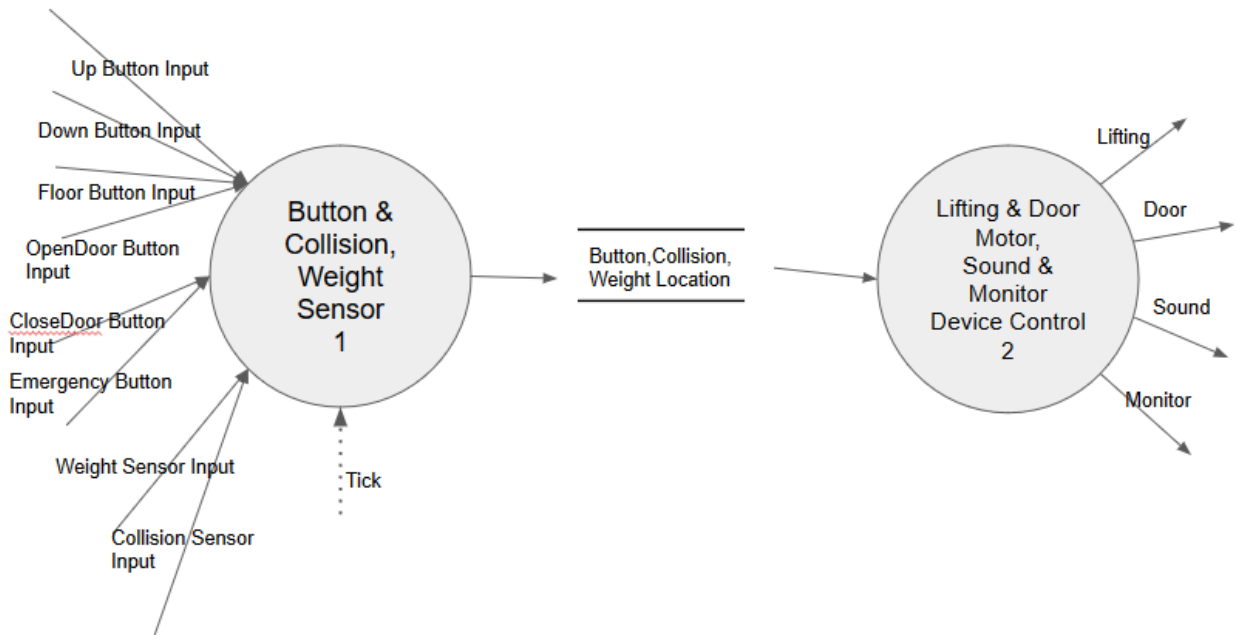 Up Button Input
Down Button Input
Floor Button Input
OpenDoor Button
Input
CloseDoor Button
Input
Emergency Button
Input
Weight Sensor Input
Collision Sensor
Input
Button &
Collision,
Weight
Sensor
1
Tick
Button,Collision,
Weight Location
Lifting & Door
Motor,
Sound &
Monitor
Device Control
2
Lifting
Door
Sound
Monitor